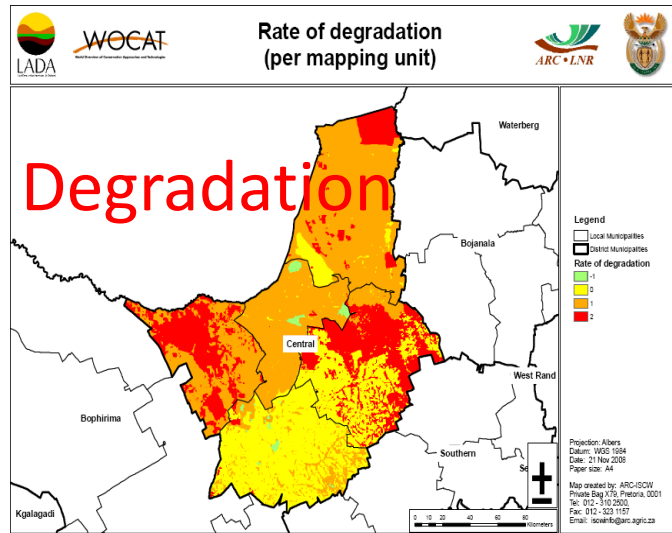 LADA
WOCAT
World Overview of Conservation Approaches and Technologies
Rate of degradation
(per mapping unit)
ARC • LNR
Degradation
Waterberg
Bojanala
Central
West Rand
Bophirima
Southern
Se
Kgalagadi
Legend
Local Municipalities
District Municipalities
Rate of degradation
-1
0
1
2
Projection: Albers
Datum: WGS 1984
Date: 21 Nov 2008
Paper size: A4
Map created by: ARC-ISCW
Private Bag X79, Pretoria, 0001
Tel: 012 - 310 2500,
Fax: 012 - 323 1157
Email: iscwinfo@arc.agric.za
0 10 20 40 60 80
Kilometers